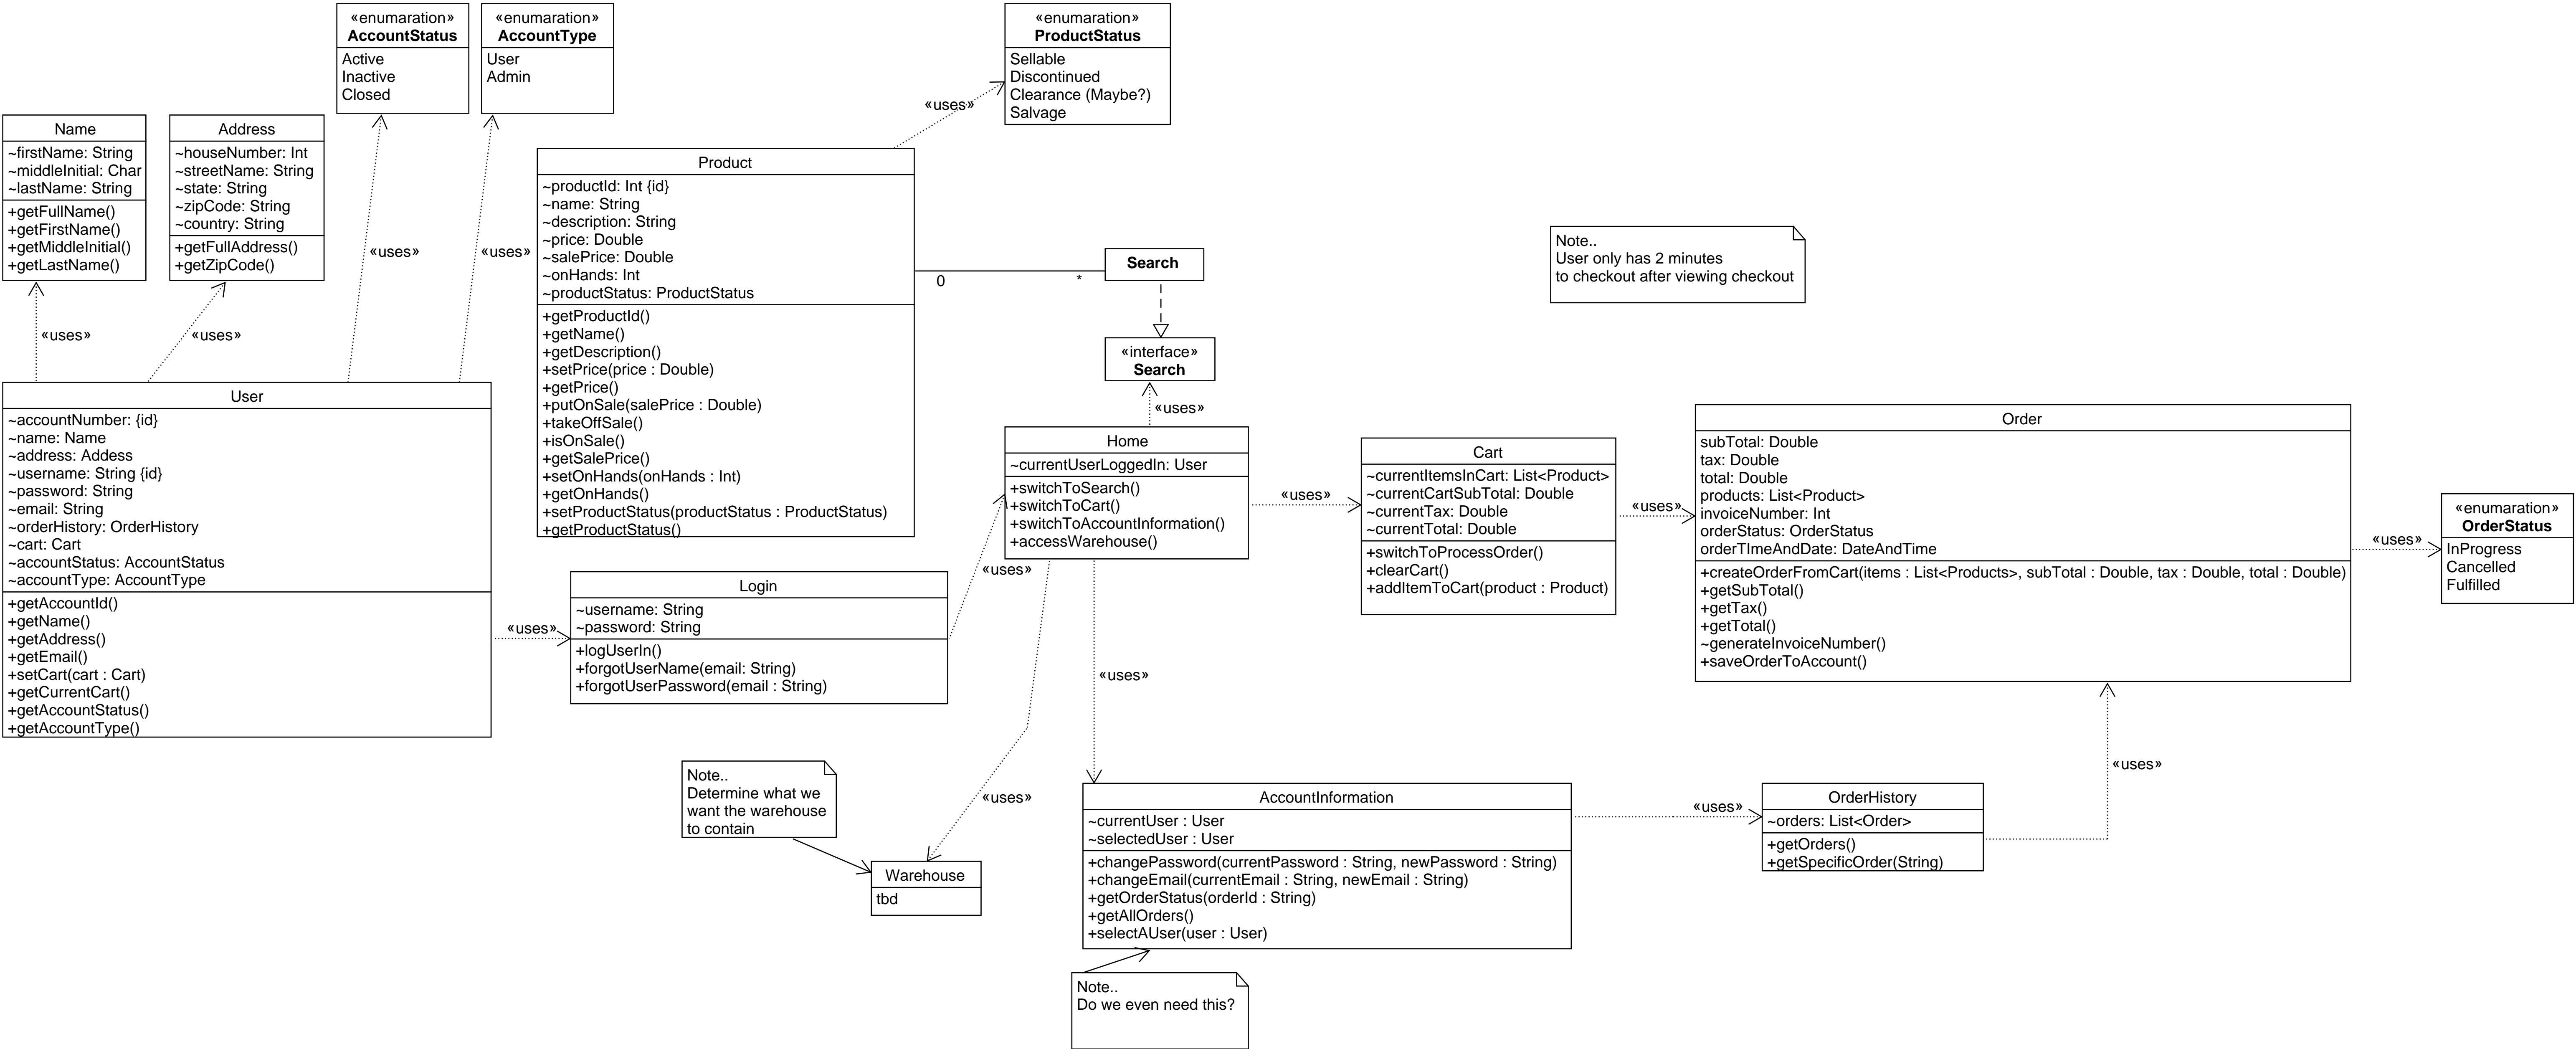 «enumaration»
AccountStatus
Active
Inactive
Closed
«enumaration»
AccountType
User
Admin
«enumaration»
ProductStatus
Sellable
Discontinued
Clearance (Maybe?)
Salvage
«uses»
Name
~firstName: String
~middleInitial: Char
~lastName: String
+getFullName()
+getFirstName()
+getMiddleInitial()
+getLastName()
Address
~houseNumber: Int
~streetName: String
~state: String
~zipCode: String
~country: String
+getFullAddress()
+getZipCode()
«uses»
«uses»
«uses»
«uses»
Product
~productId: Int {id}
~name: String
~description: String
~price: Double
~salePrice: Double
~onHands: Int
~productStatus: ProductStatus
+getProductId()
+getName()
+getDescription()
+setPrice(price : Double)
+getPrice()
+putOnSale(salePrice : Double)
+takeOffSale()
+isOnSale()
+getSalePrice()
+setOnHands(onHands : Int)
+getOnHands()
+setProductStatus(productStatus : ProductStatus)
+getProductStatus()
0
*
Search
«interface»
Search
«uses»
Note..
User only has 2 minutes
to checkout after viewing checkout
User
~accountNumber: {id}
~name: Name
~address: Addess
~username: String {id}
~password: String
~email: String
~orderHistory: OrderHistory
~cart: Cart
~accountStatus: AccountStatus
~accountType: AccountType
+getAccountId()
+getName()
+getAddress()
+getEmail()
+setCart(cart : Cart)
+getCurrentCart()
+getAccountStatus()
+getAccountType()
«uses»
Login
~username: String
~password: String
+logUserIn()
+forgotUserName(email: String)
+forgotUserPassword(email : String)
«uses»
Home
~currentUserLoggedIn: User
+switchToSearch()
+switchToCart()
+switchToAccountInformation()
+accessWarehouse()
«uses»
Cart
~currentItemsInCart: List<Product>
~currentCartSubTotal: Double
~currentTax: Double
~currentTotal: Double
+switchToProcessOrder()
+clearCart()
+addItemToCart(product : Product)
«uses»
Order
subTotal: Double
tax: Double
total: Double
products: List<Product>
invoiceNumber: Int
orderStatus: OrderStatus
orderTImeAndDate: DateAndTime
+createOrderFromCart(items : List<Products>, subTotal : Double, tax : Double, total : Double)
+getSubTotal()
+getTax()
+getTotal()
~generateInvoiceNumber()
+saveOrderToAccount()
«uses»
«enumaration»
OrderStatus
InProgress
Cancelled
Fulfilled
«uses»
«uses»
«uses»
Note..
Determine what we
want the warehouse
to contain
Warehouse
tbd
AccountInformation
~currentUser : User
~selectedUser : User
+changePassword(currentPassword : String, newPassword : String)
+changeEmail(currentEmail : String, newEmail : String)
+getOrderStatus(orderId : String)
+getAllOrders()
+selectAUser(user : User)
«uses»
OrderHistory
~orders: List<Order>
+getOrders()
+getSpecificOrder(String)
Note..
Do we even need this?